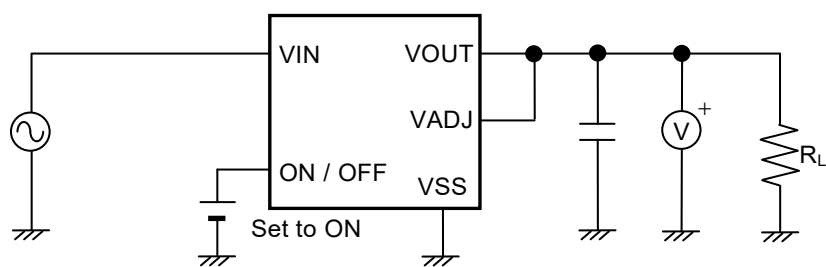 VIN
VOUT
VADJ
ON / OFF
VSS
Set to ON
V
+
RL